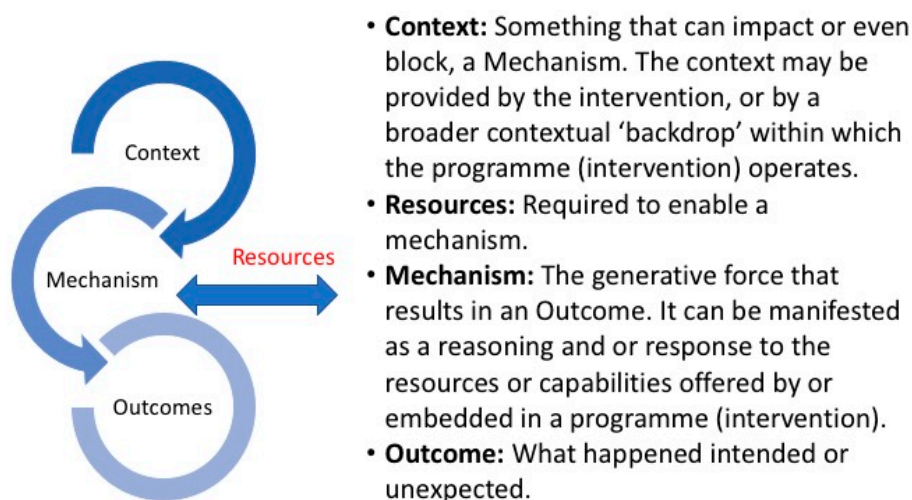 Context
Mechanism
Resources
Outcomes
• Context: Something that can impact or even
block, a Mechanism. The context may be
provided by the intervention, or by a
broader contextual ‘backdrop’ within which
the programme (intervention) operates.
• Resources: Required to enable a
mechanism.
• Mechanism: The generative force that
results in an Outcome. It can be manifested
as a reasoning and or response to the
resources or capabilities offered by or
embedded in a programme (intervention).
• Outcome: What happened intended or
unexpected.